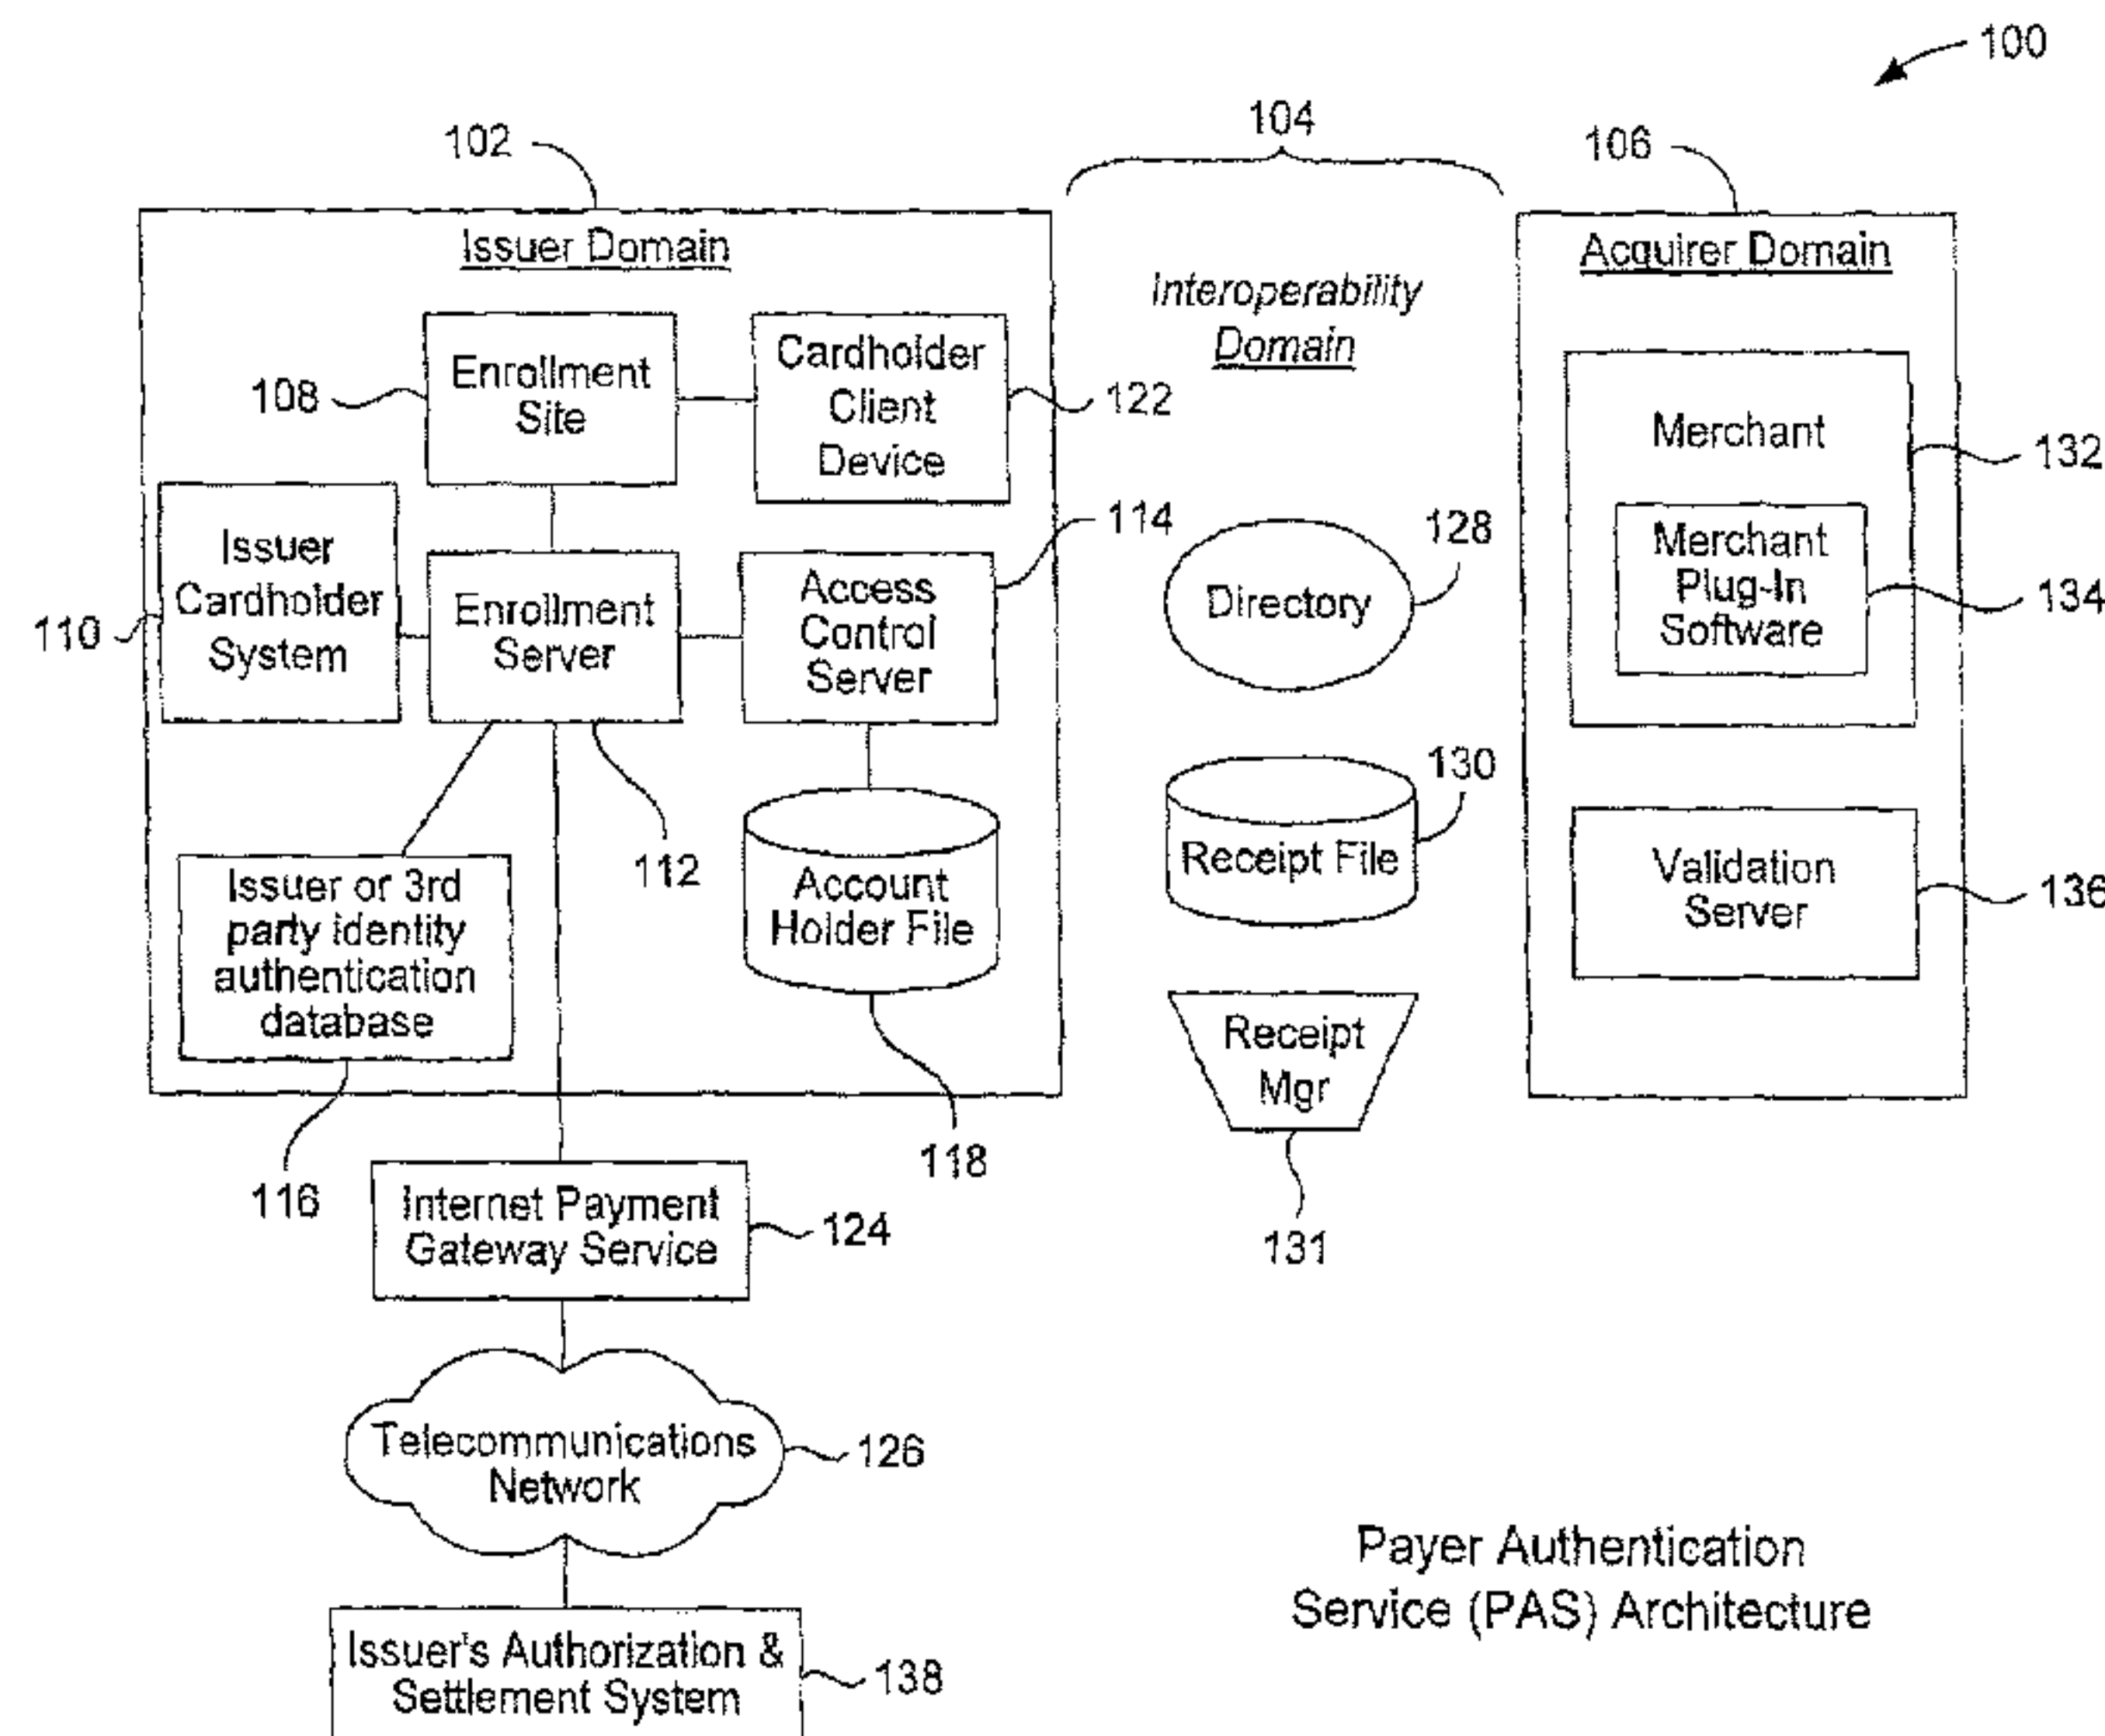 100
102
104
106
Issuer Domain
Interoperability
Domain
Acquirer Domain
108
Enrollment
Site
Cardholder
Client
Device
122
Merchant
132
110
Issuer
Cardholder
System
Enrollment
Server
112
Access
Control
Server
114
Directory
128
Merchant
Plug-In
Software
134
Issuer or 3rd
party identity
authentication
database
116
Account
Holder File
118
Receipt File
130
Validation
Server
136
Receipt
Mgr
131
Internet Payment
Gateway Service
124
Telecommunications
Network
126
Issuer's Authorization &
Settlement System
138
Payer Authentication
Service (PAS) Architecture